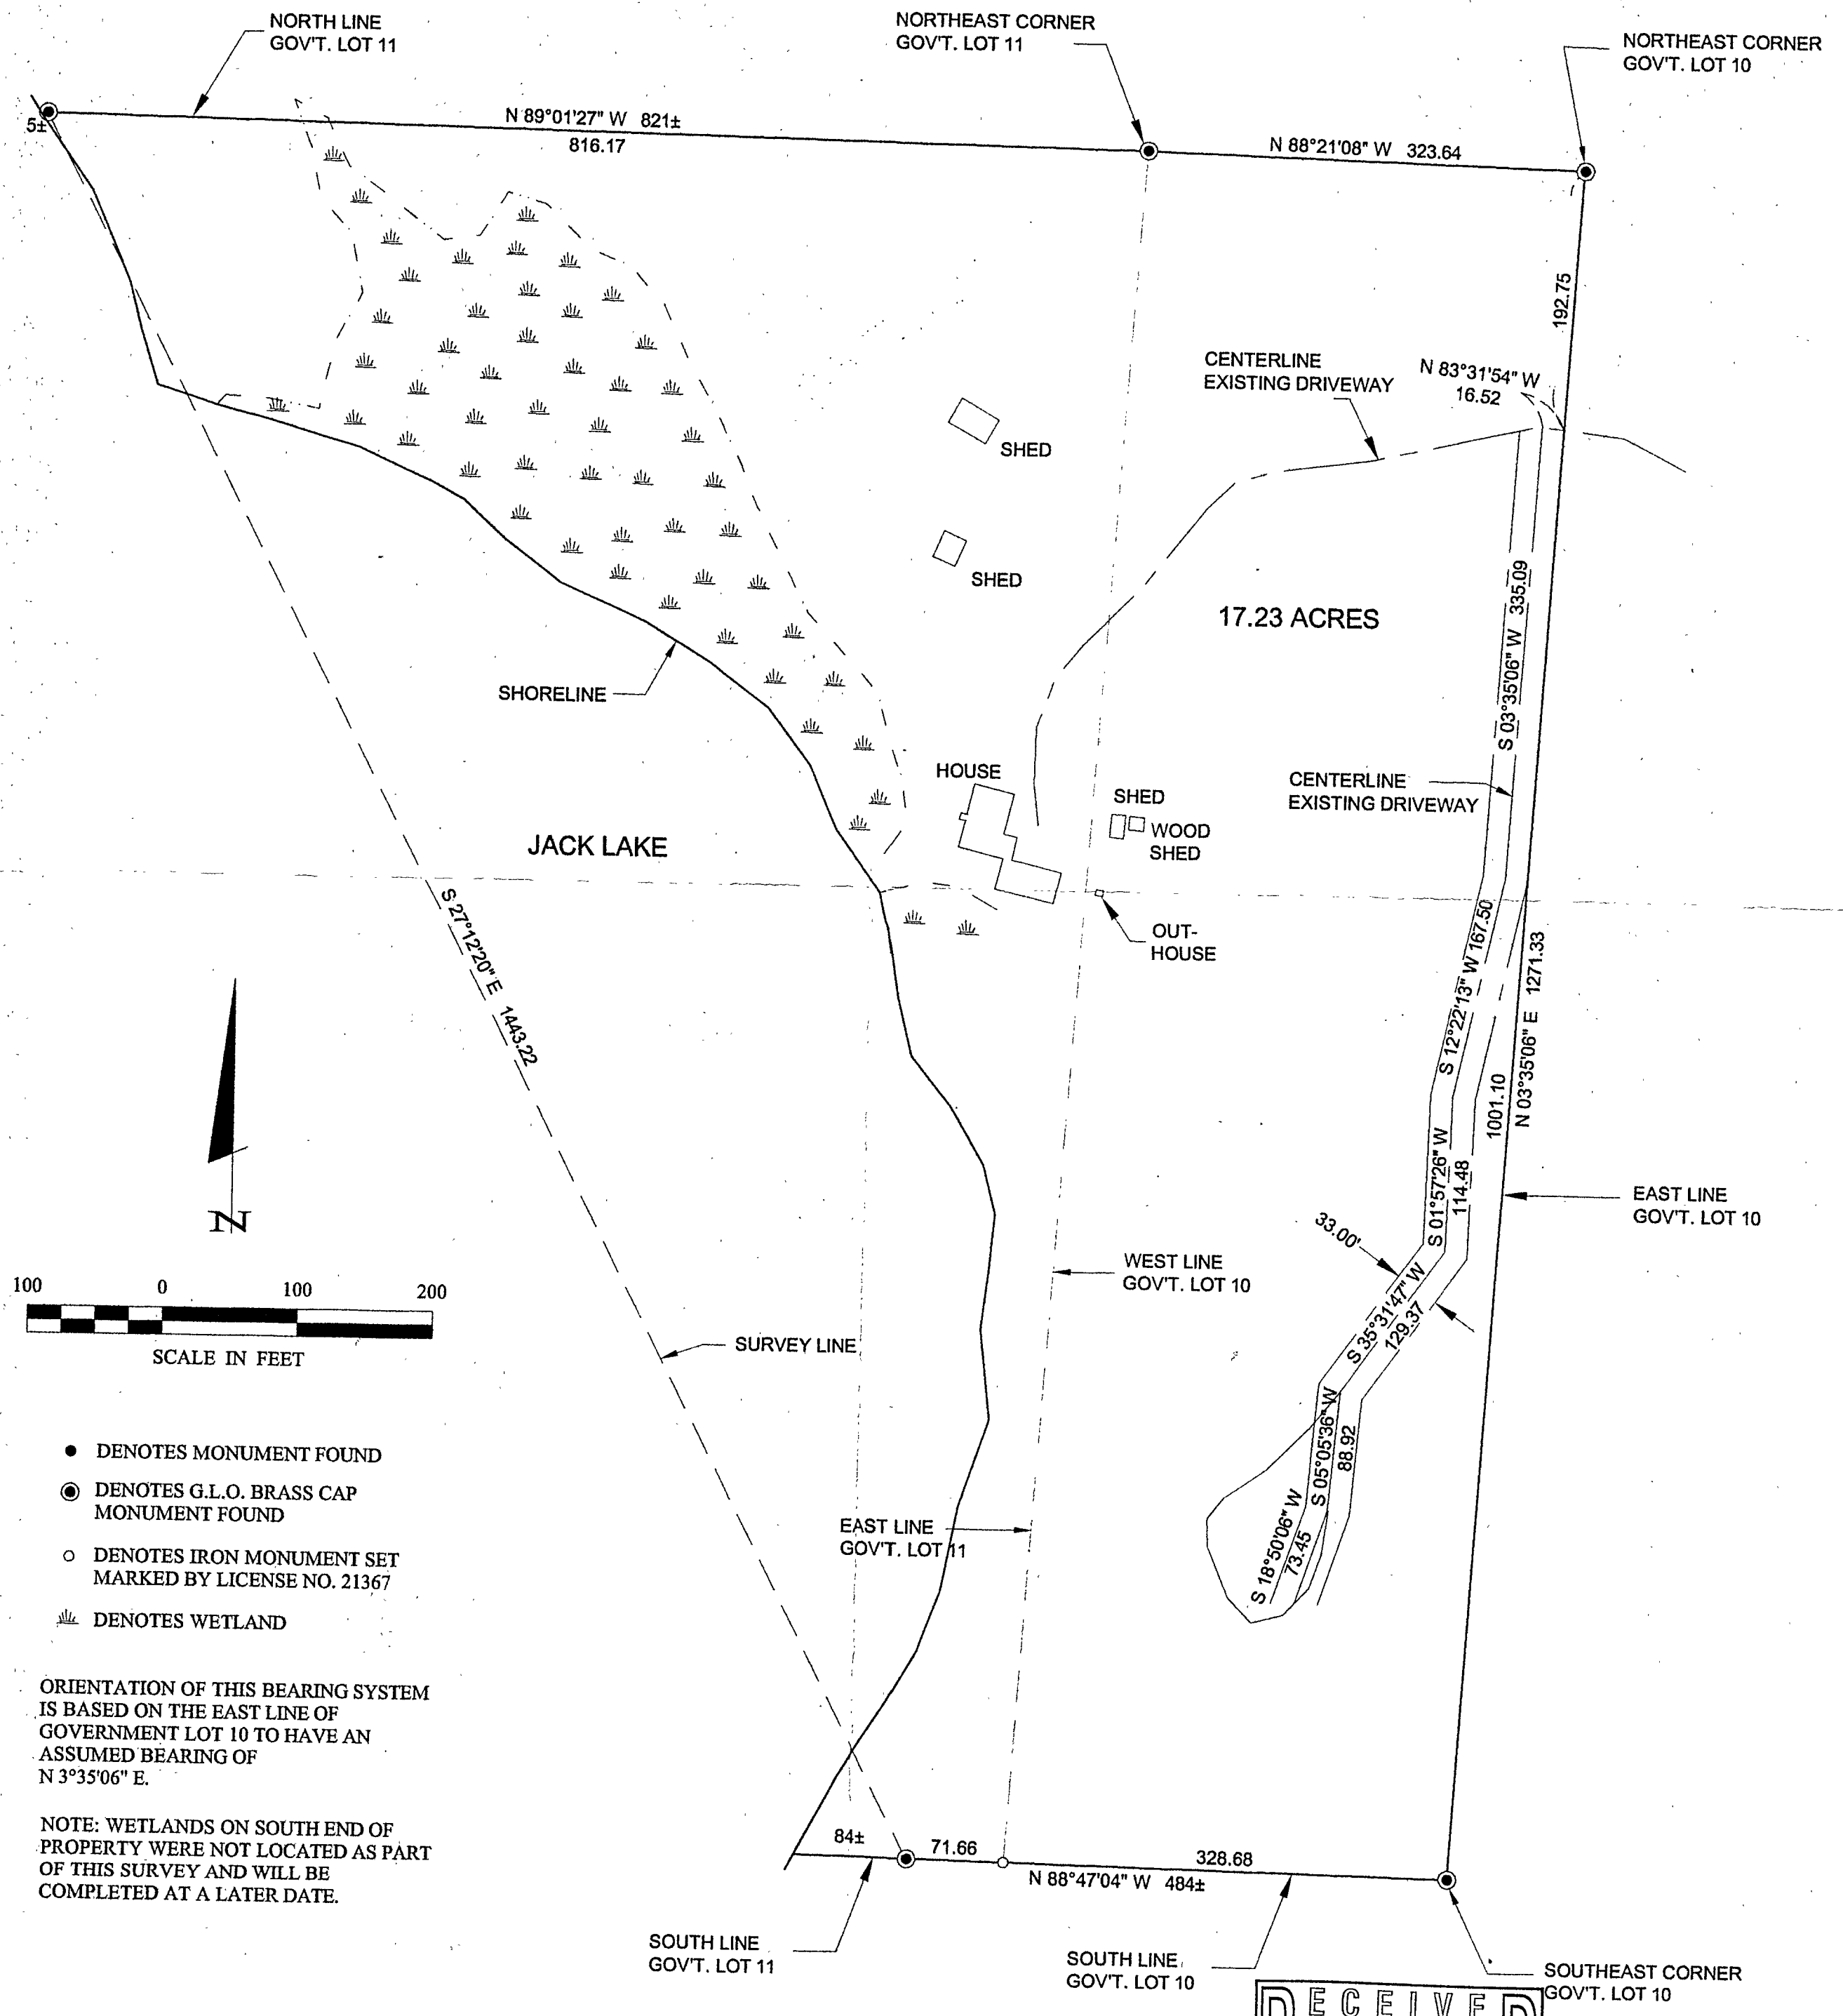 NORTH LINE
GOV'T. LOT 11
NORTHEAST CORNER
GOV'T. LOT 11
NORTHEAST CORNER
GOV'T. LOT 10
5±
N 89°01'27" W 821±
816.17
N 88°21'08" W 323.64
192.75
CENTERLINE
EXISTING DRIVEWAY
N 83°31'54" W
16.52
SHED
SHED
17.23 ACRES
S 03°35'06" W 335.09
SHORELINE
HOUSE
SHED
WOOD
SHED
CENTERLINE
EXISTING DRIVEWAY
JACK LAKE
OUT-
HOUSE
S 27°12'20" E 1443.22
S 12°22'13" W 167.50
N 03°35'06" E 1271.33
1001.10
S 01°57'26" W
114.48
EAST LINE
GOV'T. LOT 10
33.00'
N
WEST LINE
GOV'T. LOT 10
S 35°31'47" W
129.37
100 0 100 200
SCALE IN FEET
SURVEY LINE
S 05°05'36" W
88.92
DENOTES MONUMENT FOUND
DENOTES G.L.O. BRASS CAP
MONUMENT FOUND
EAST LINE
GOV'T. LOT 11
S 18°50'06" W
73.45
DENOTES IRON MONUMENT SET
MARKED BY LICENSE NO. 21367
DENOTES WETLAND
ORIENTATION OF THIS BEARING SYSTEM
IS BASED ON THE EAST LINE OF
GOVERNMENT LOT 10 TO HAVE AN
ASSUMED BEARING OF
N 3°35'06" E.
NOTE: WETLANDS ON SOUTH END OF
PROPERTY WERE NOT LOCATED AS PART
OF THIS SURVEY AND WILL BE
COMPLETED AT A LATER DATE.
84±
71.66
328.68
N 88°47'04" W 484±
SOUTH LINE
GOV'T. LOT 11
SOUTH LINE
GOV'T. LOT 10
SOUTHEAST CORNER
GOV'T. LOT 10